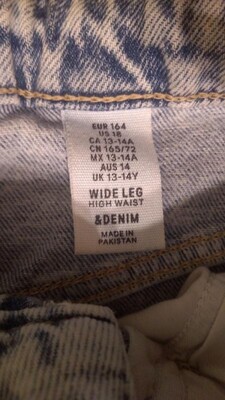 EUR 164
US 18
CA 13-14A
CN 165/72
MX 13-14A
AUS 14
UK 13-14Y
WIDE LEG
HIGH WAIST
&DENIM
MADE IN
PAKISTAN